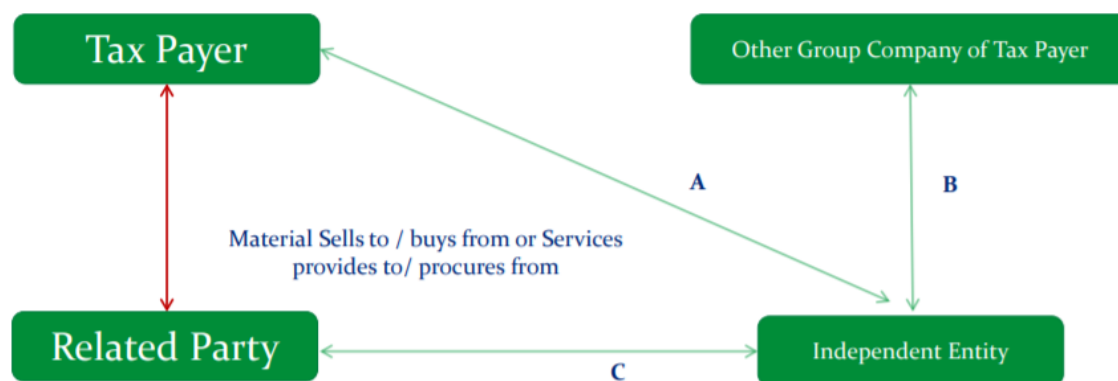 Tax Payer
Other Group Company of Tax Payer
A
B
Material Sells to / buys from or Services
provides to/ procures from
Related Party
Independent Entity
C